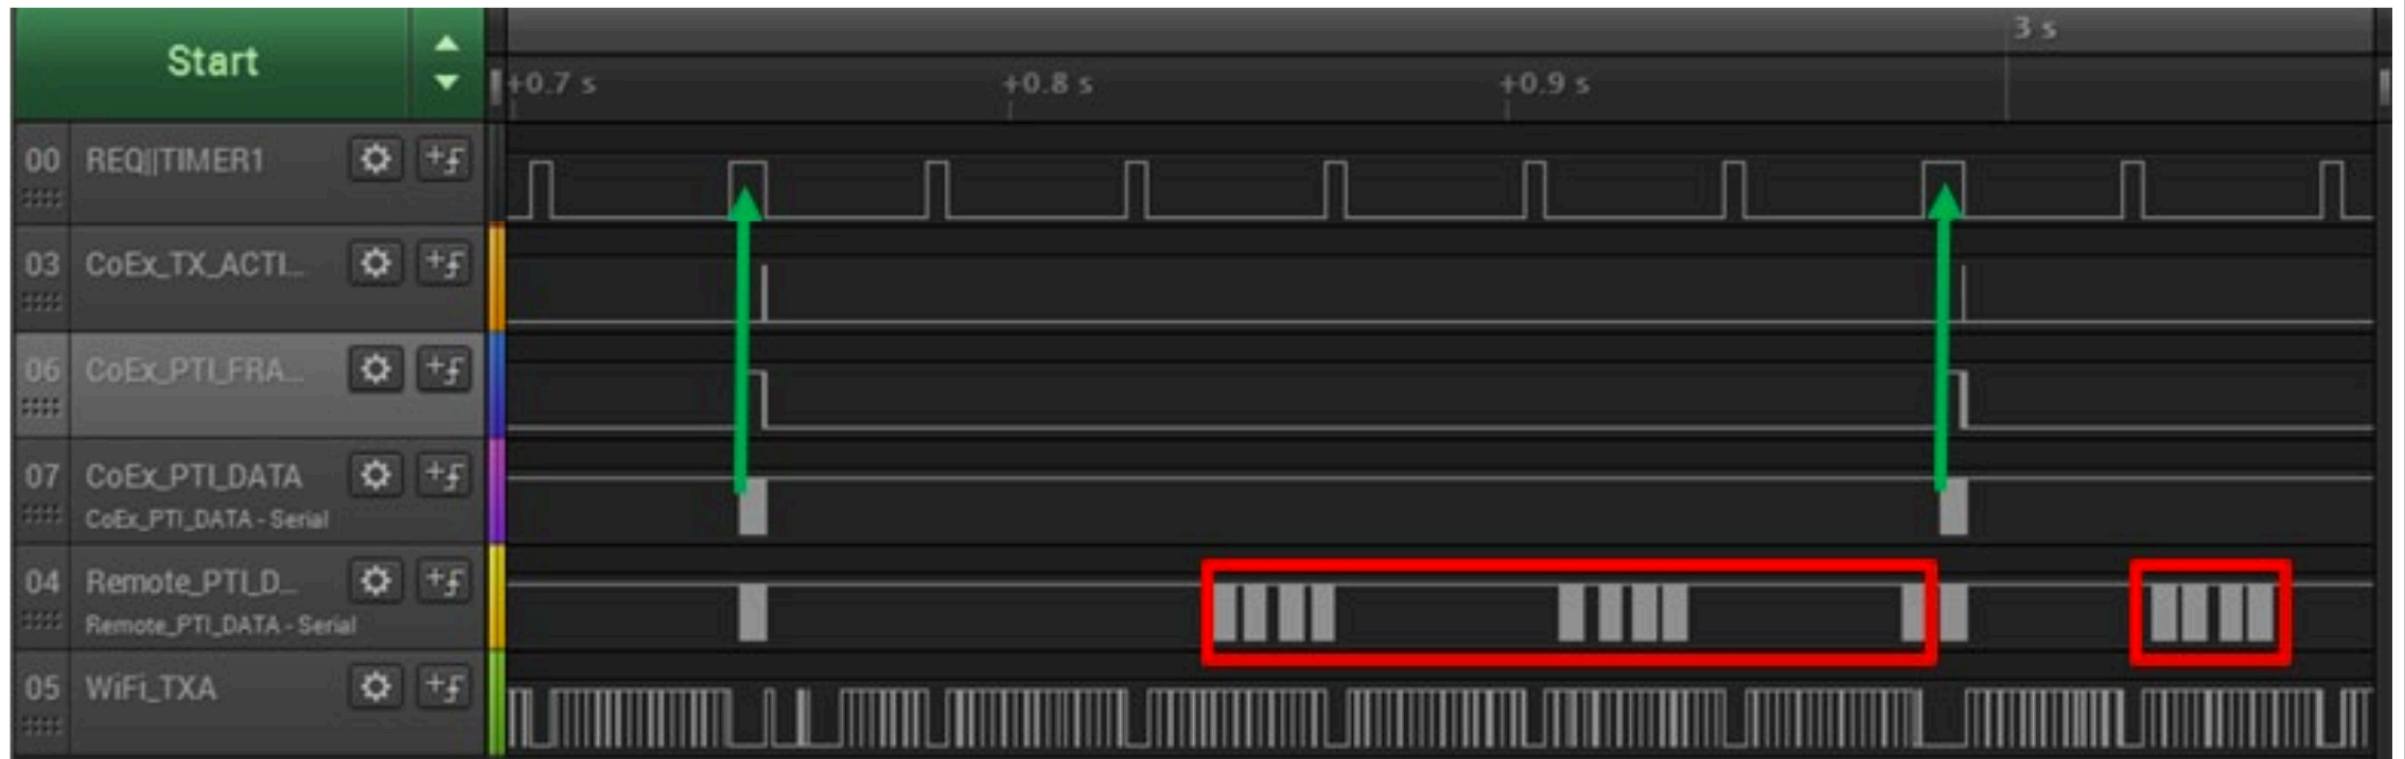 Start
3 s
+0.7 s
+0.8 s
+0.9 s
00 REQ||TIMER1
03 CoEx_TX_ACTI...
06 CoEx_PTI_FRA...
07 CoEx_PTI_DATA
CoEx_PTI_DATA - Serial
04 Remote_PTI_D...
Remote_PTI_DATA - Serial
05 WiFi_TXA